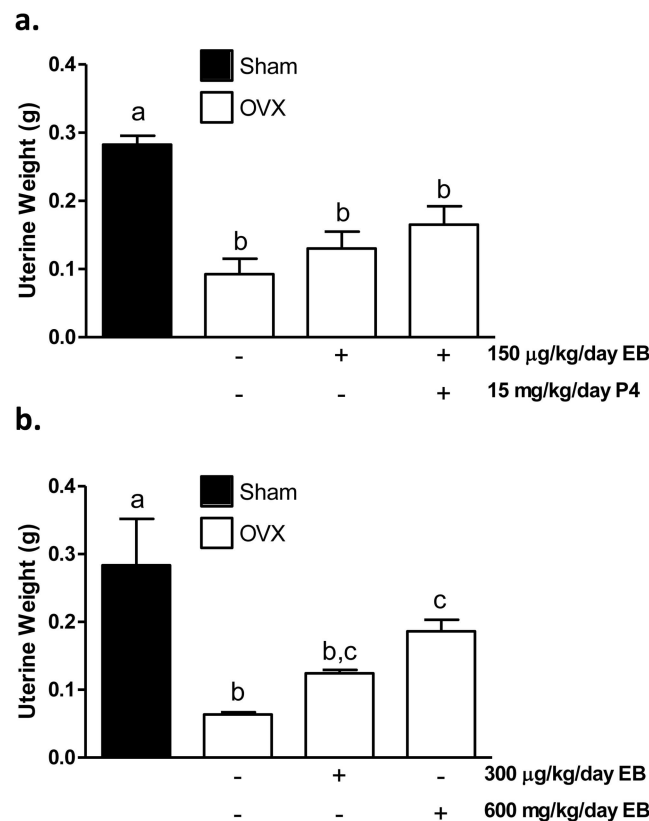 a.
Uterine Weight (g)
0.4
0.3
0.2
0.1
0.0
Sham
OVX
a
b
b
b
- + + 150 µg/kg/day EB
- - + 15 mg/kg/day P4
b.
Uterine Weight (g)
0.4
0.3
0.2
0.1
0.0
Sham
OVX
a
b
b,c
c
- + - 300 µg/kg/day EB
- - + 600 mg/kg/day EB